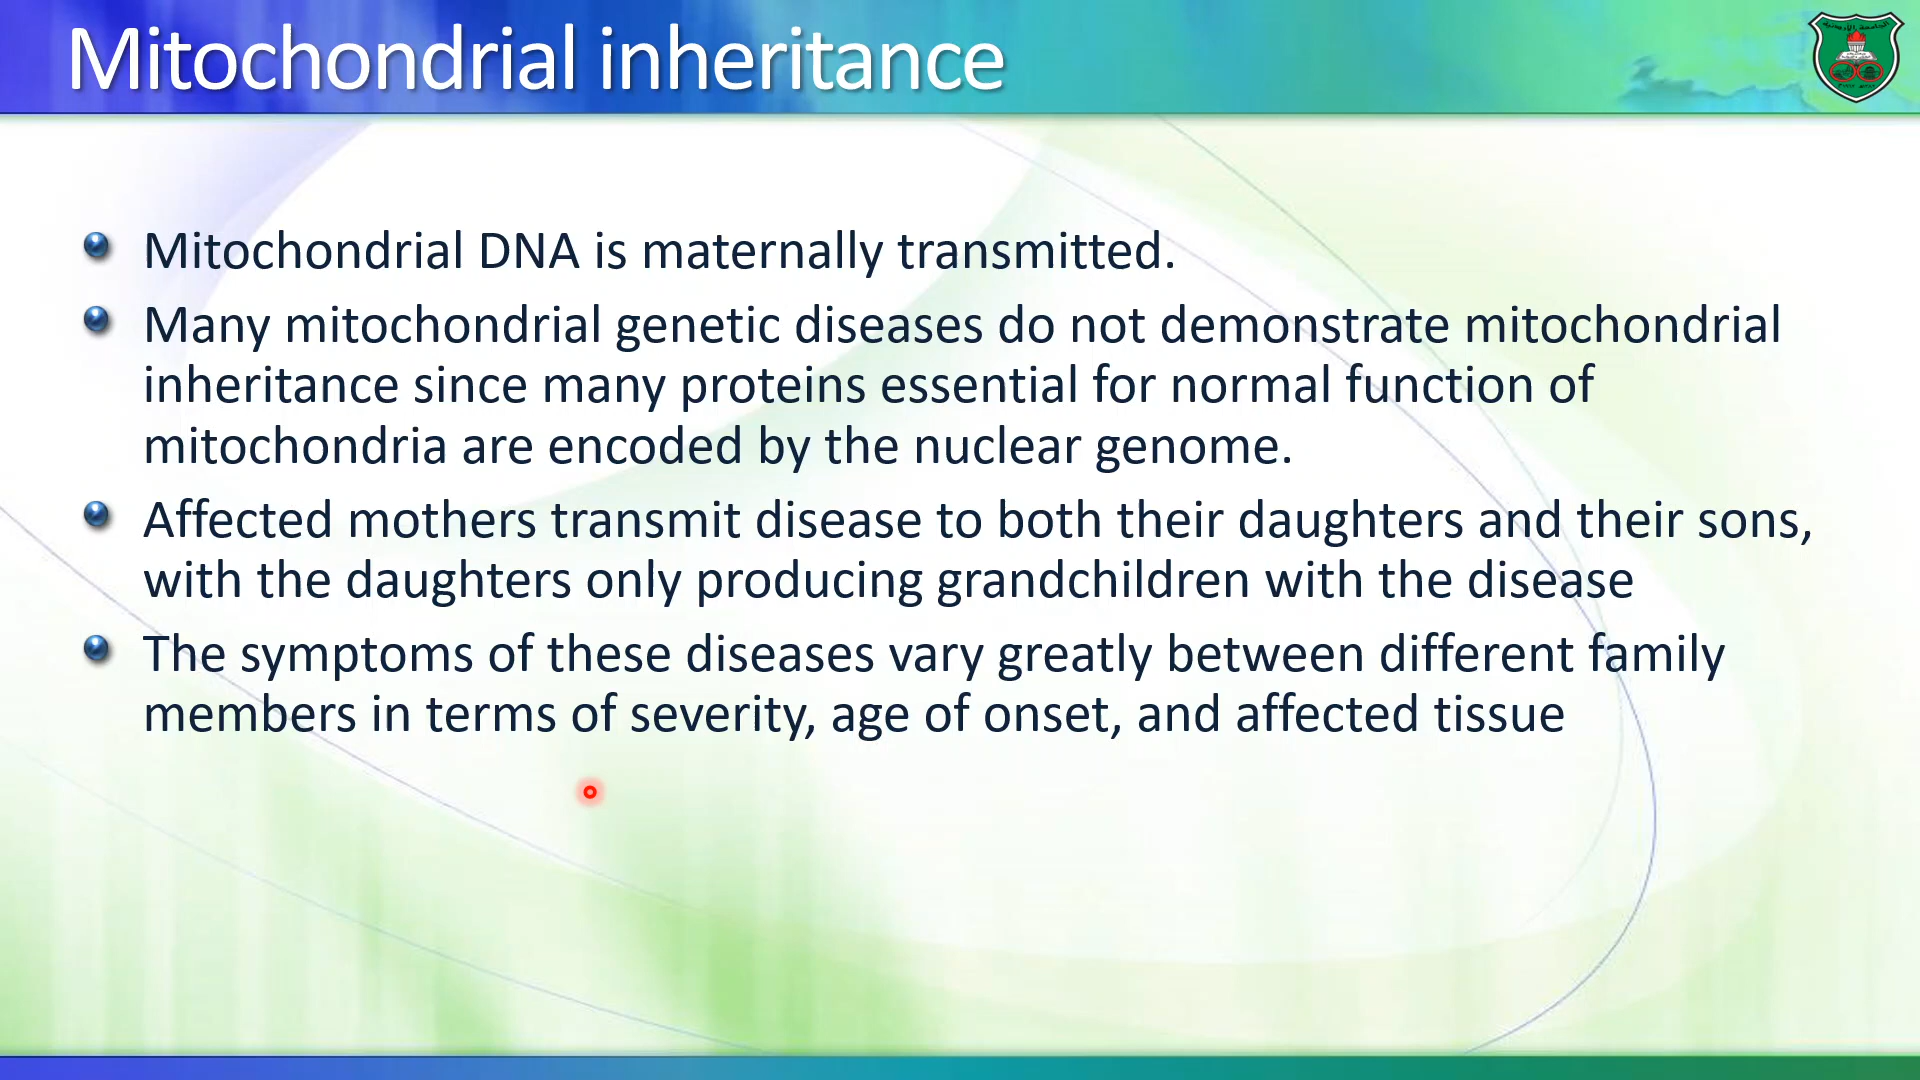 Mitochondrial inheritance
Mitochondrial DNA is maternally transmitted.
Many mitochondrial genetic diseases do not demonstrate mitochondrial
inheritance since many proteins essential for normal function of
mitochondria are encoded by the nuclear genome.
Affected mothers transmit disease to both their daughters and their sons,
with the daughters only producing grandchildren with the disease
The symptoms of these diseases vary greatly between different family
members in terms of severity, age of onset, and affected tissue